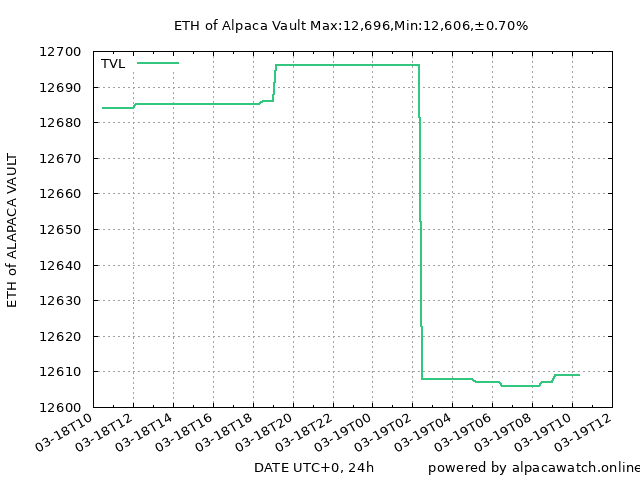 ETH of Alpaca Vault Max:12,696,Min:12,606,±0.70%
TVL
12700
12690
12680
12670
12660
12650
12640
12630
12620
12610
12600
ETH of ALAPACA VAULT
03-18T10
03-18T12
03-18T14
03-18T16
03-18T18
03-18T20
03-18T22
03-19T00
03-19T02
03-19T04
03-19T06
03-19T08
03-19T10
03-19T12
DATE UTC+0, 24h
powered by alpacawatch.online